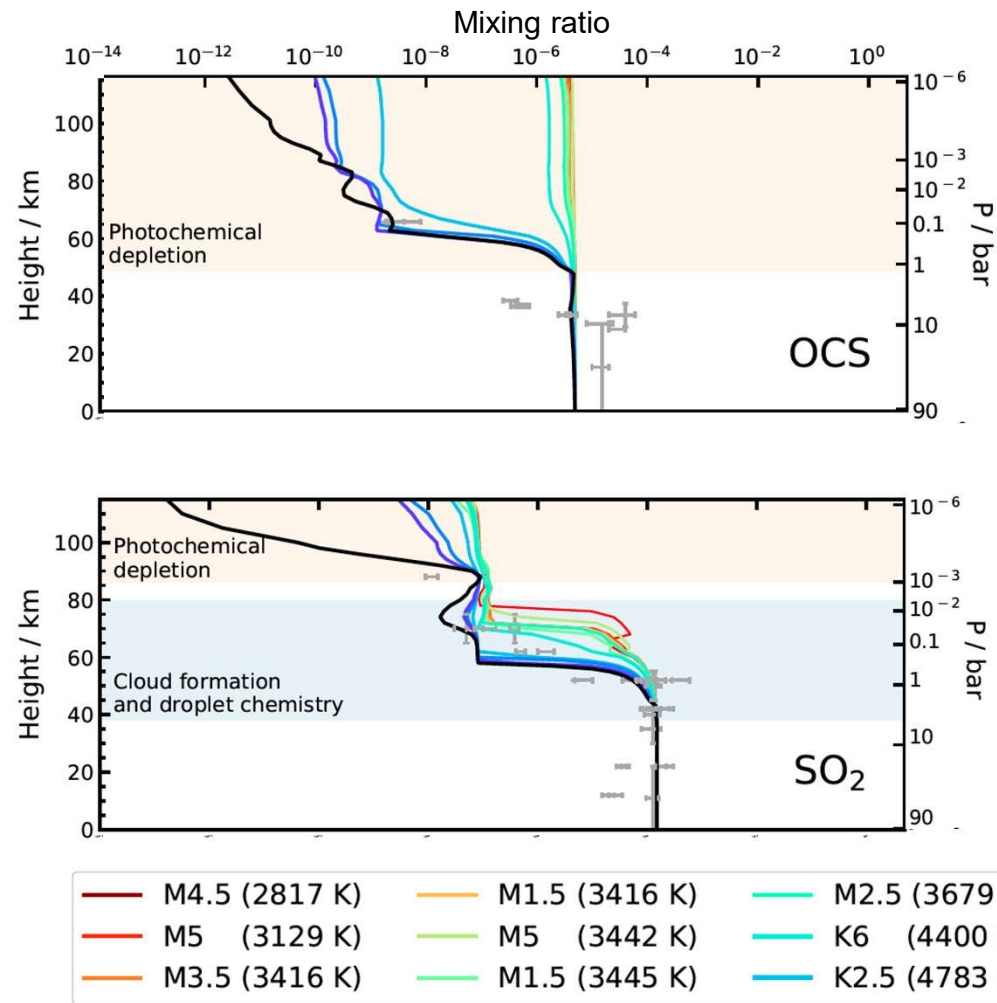 Mixing ratio
10⁻¹⁴ 10⁻¹² 10⁻¹⁰ 10⁻⁸ 10⁻⁶ 10⁻⁴ 10⁻² 10⁰
Height / km
100
80
60
40
20
0
Photochemical
depletion
OCS
10⁻⁶
10⁻³
10⁻²
0.1
1
10
90
P / bar
Height / km
100
80
60
40
20
0
Photochemical
depletion
Cloud formation
and droplet chemistry
SO₂
10⁻⁶
10⁻³
10⁻²
0.1
1
10
90
P / bar
M4.5 (2817 K) M1.5 (3416 K) M2.5 (3679
M5 (3129 K) M5 (3442 K) K6 (4400
M3.5 (3416 K) M1.5 (3445 K) K2.5 (4783